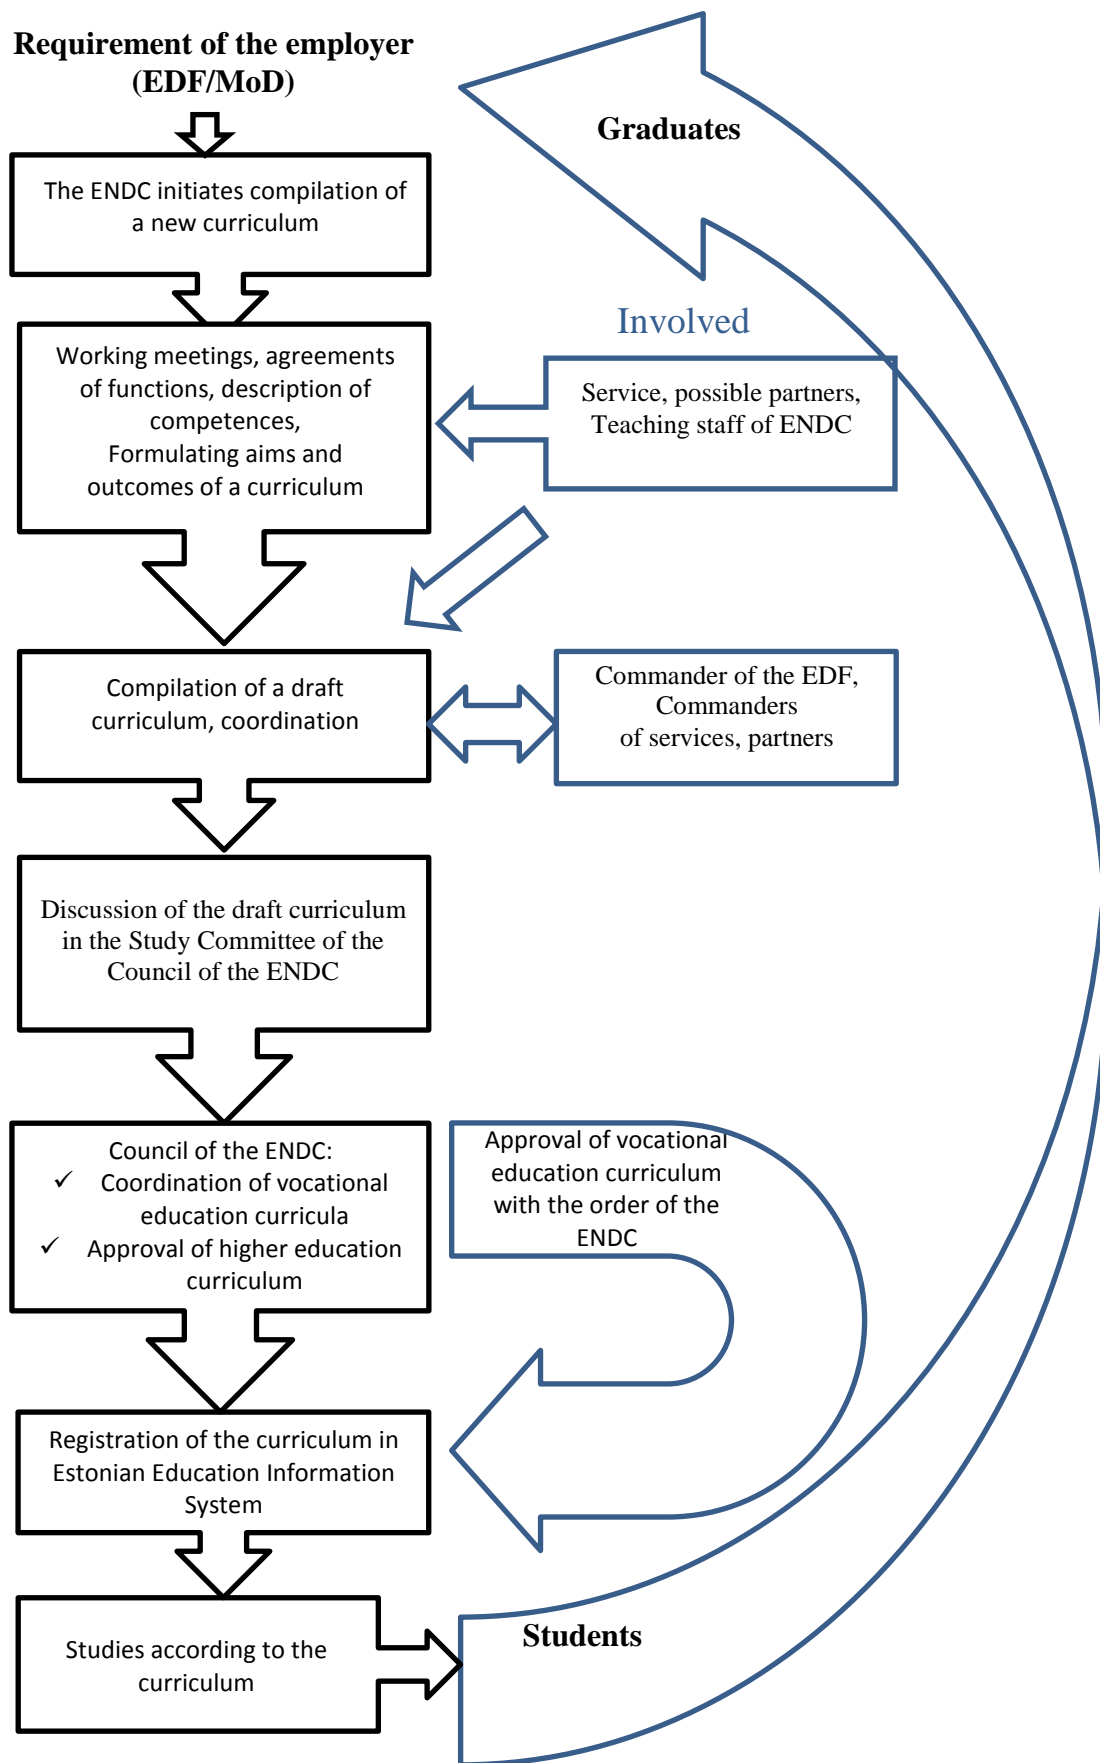 Requirement of the employer
(EDF/MoD)
Graduates
The ENDC initiates compilation of
a new curriculum
Involved
Working meetings, agreements
of functions, description of
competences,
Formulating aims and
outcomes of a curriculum
Service, possible partners,
Teaching staff of ENDC
Compilation of a draft
curriculum, coordination
Commander of the EDF,
Commanders
of services, partners
Discussion of the draft curriculum
in the Study Committee of the
Council of the ENDC
Council of the ENDC:
✓ Coordination of vocational
education curricula
✓ Approval of higher education
curriculum
Approval of vocational
education curriculum
with the order of the
ENDC
Registration of the curriculum in
Estonian Education Information
System
Studies according to the
curriculum
Students